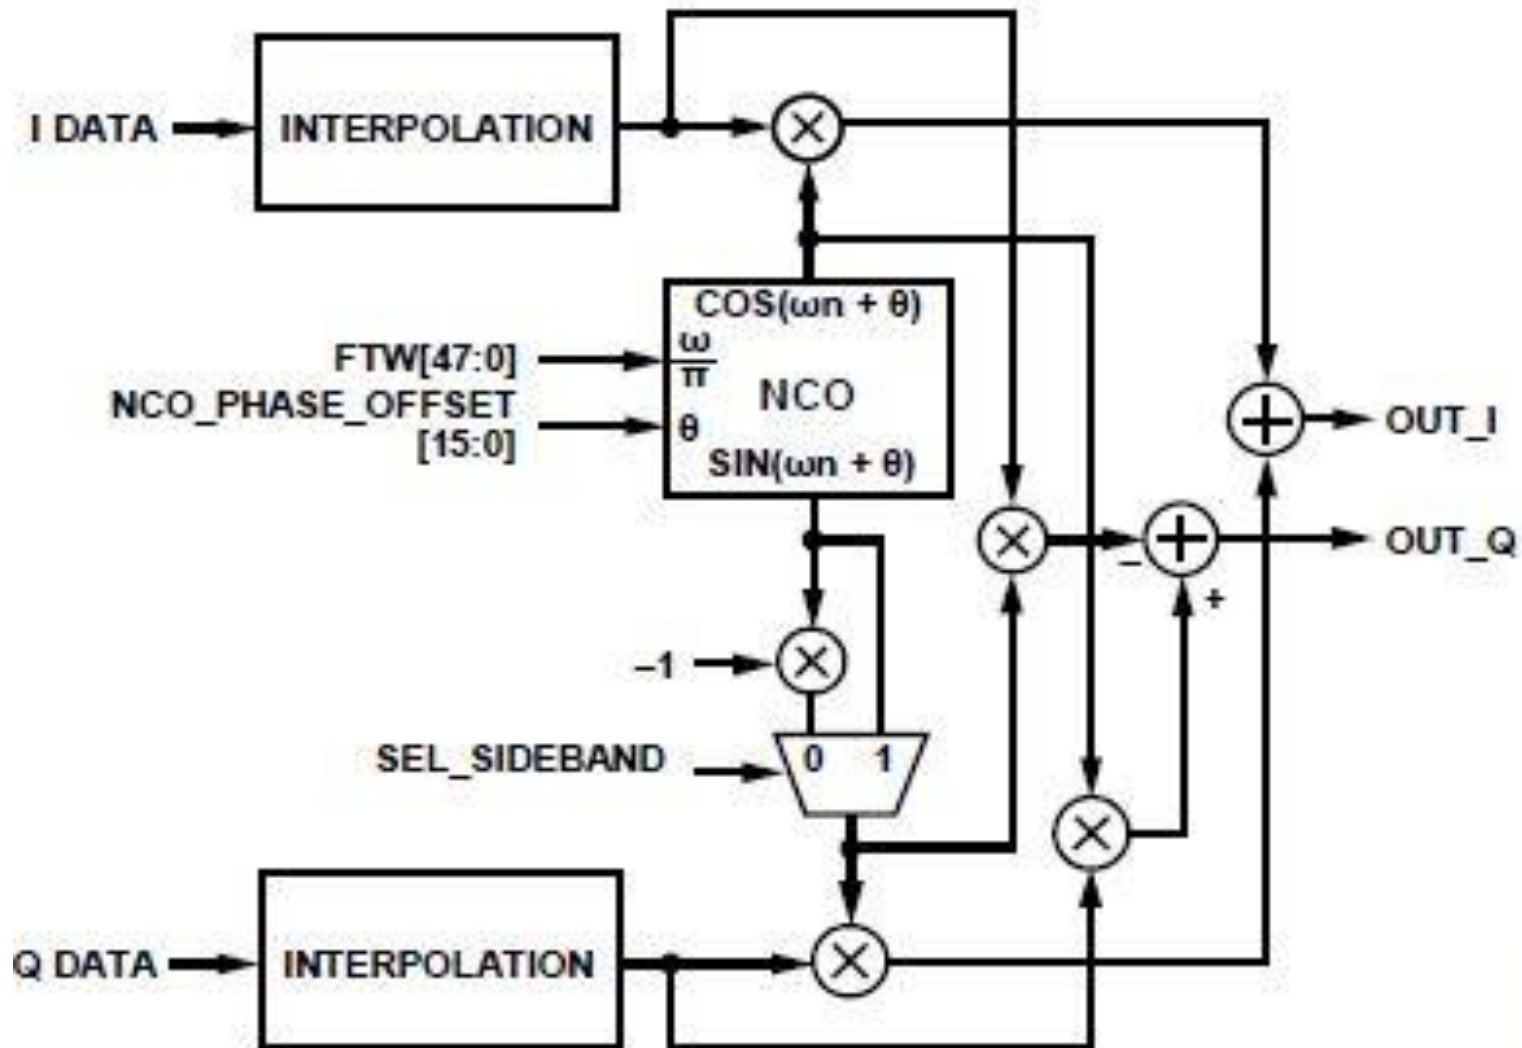 I DATA
INTERPOLATION
COS(ωn + θ)
FTW[47:0]
ω
π
NCO
NCO_PHASE_OFFSET
[15:0]
θ
SIN(ωn + θ)
OUT_I
OUT_Q
–
+
–1
SEL_SIDEBAND
0 1
Q DATA
INTERPOLATION